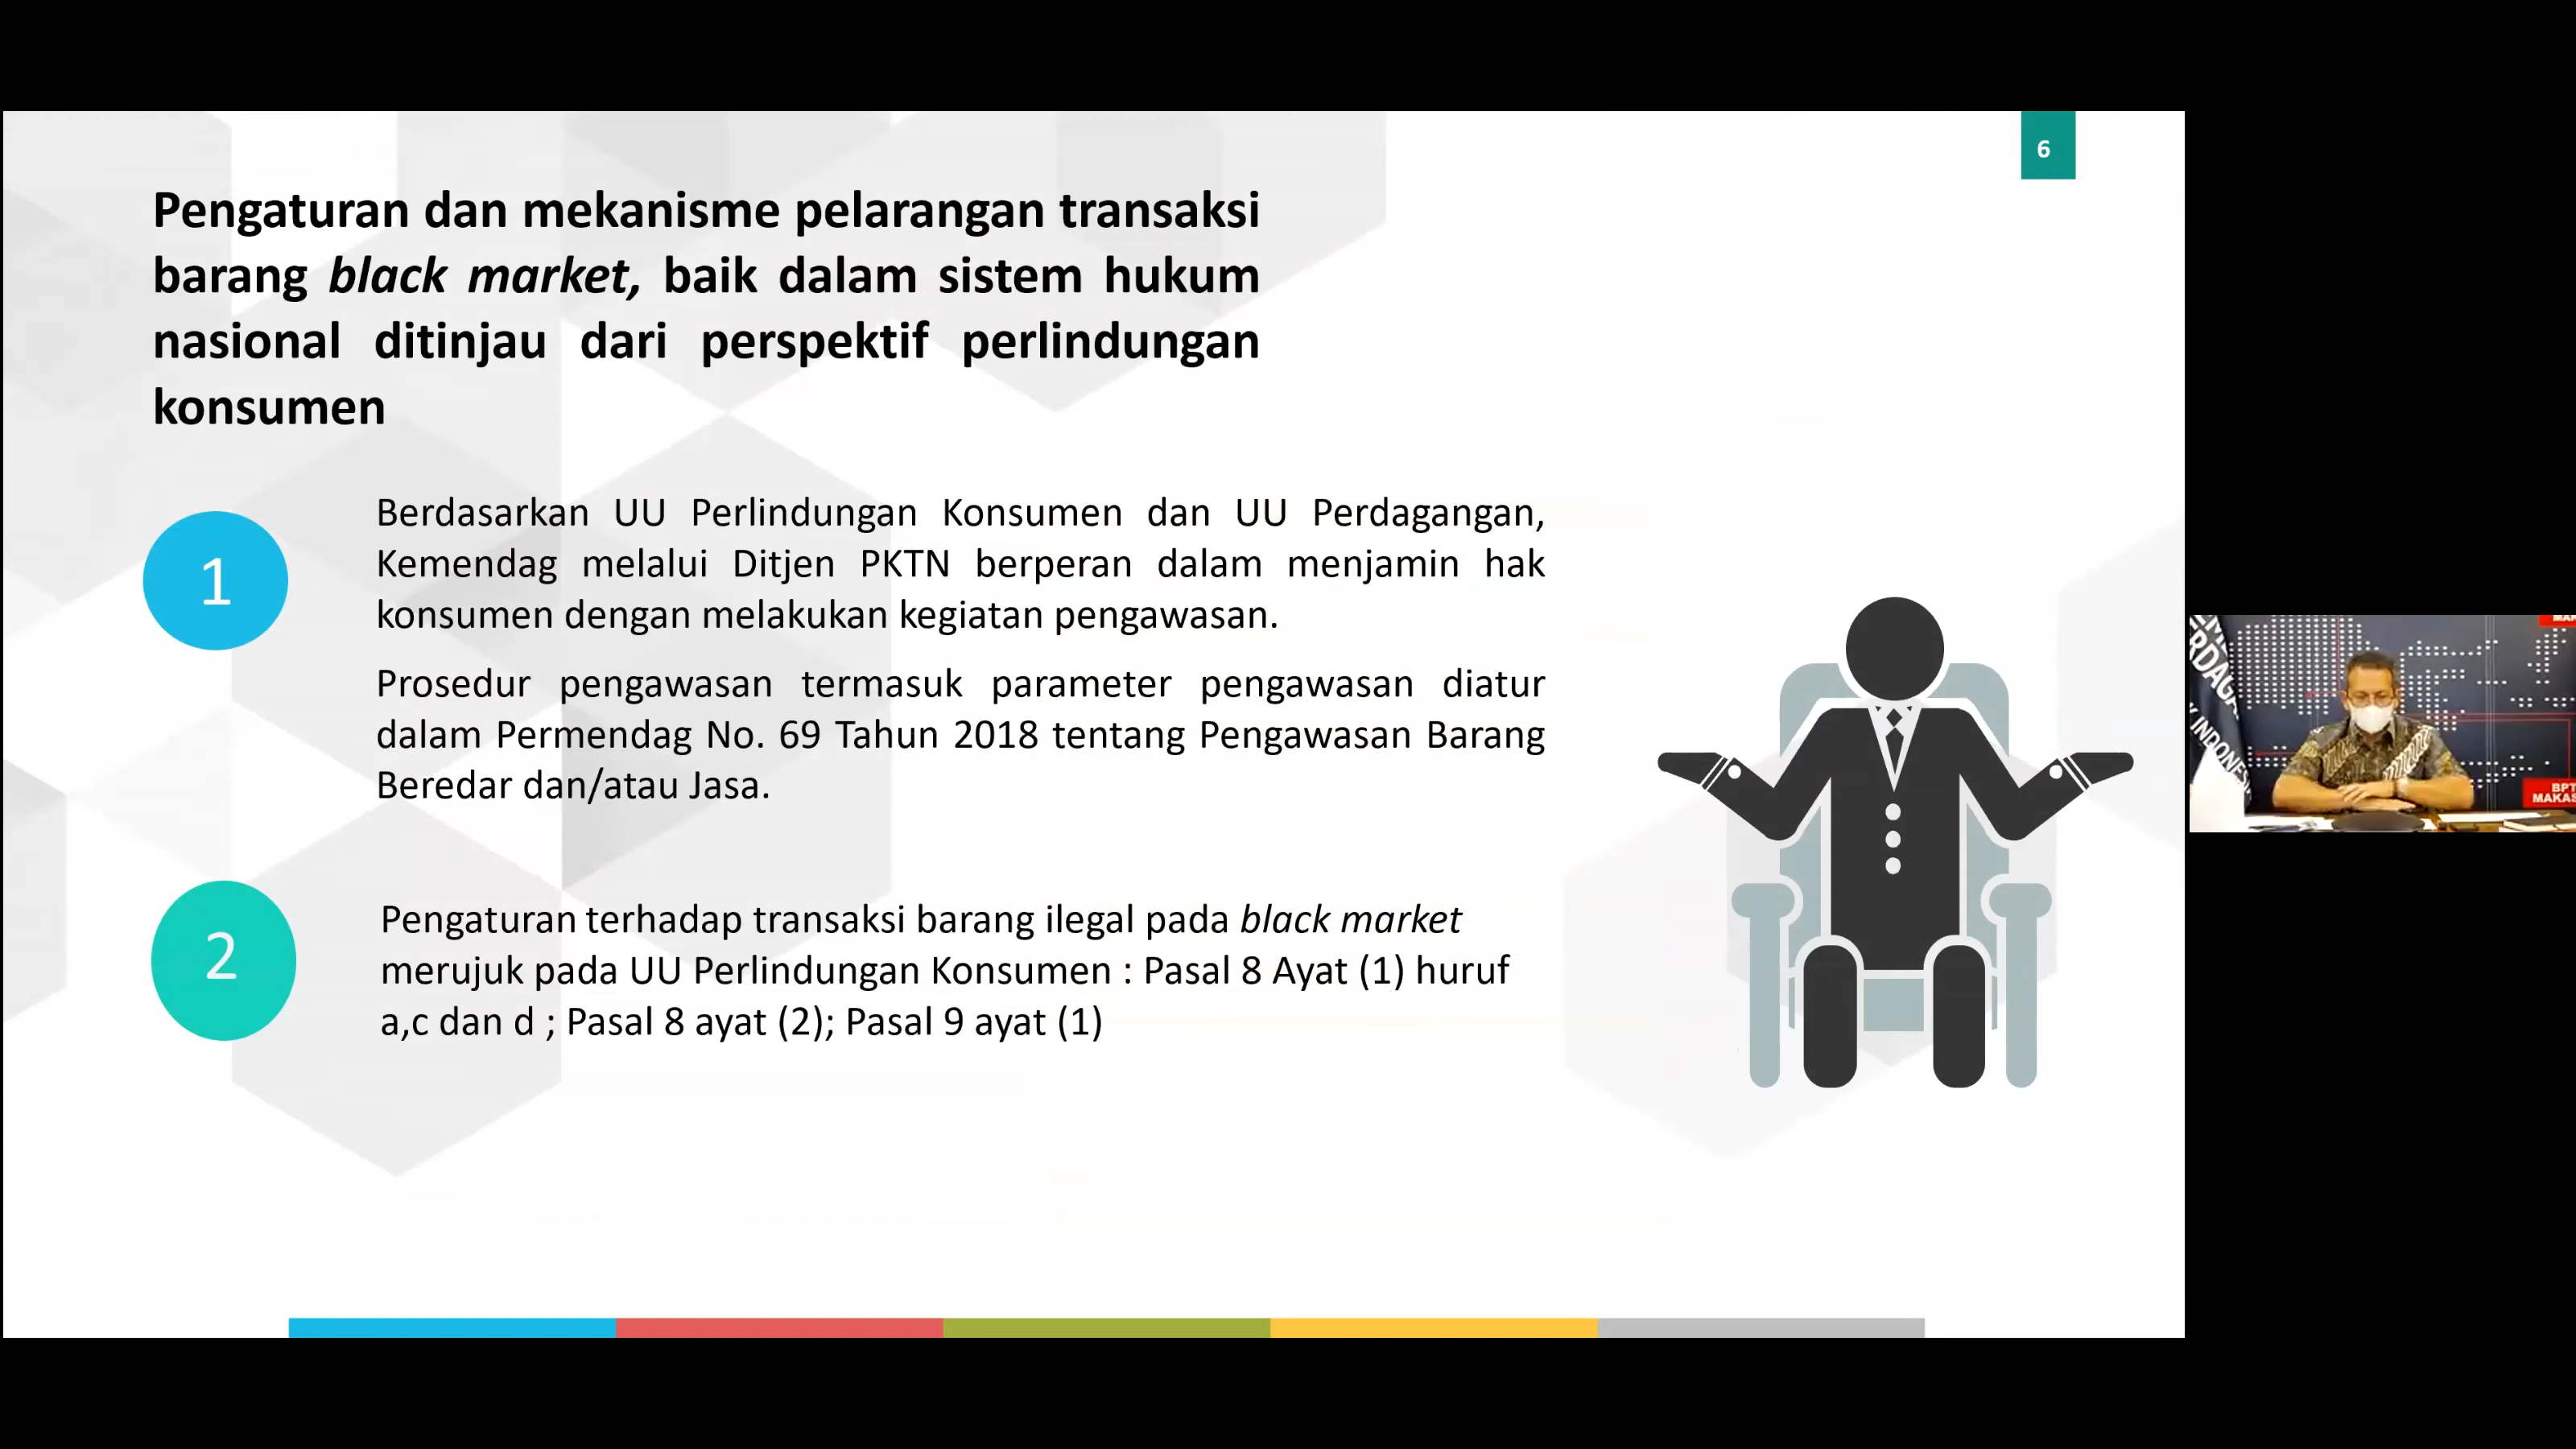 6
Pengaturan dan mekanisme pelarangan transaksi
barang black market, baik dalam sistem hukum
nasional ditinjau dari perspektif perlindungan
konsumen
1
Berdasarkan UU Perlindungan Konsumen dan UU Perdagangan,
Kemendag melalui Ditjen PKTN berperan dalam menjamin hak
konsumen dengan melakukan kegiatan pengawasan.
Prosedur pengawasan termasuk parameter pengawasan diatur
dalam Permendag No. 69 Tahun 2018 tentang Pengawasan Barang
Beredar dan/atau Jasa.
2
Pengaturan terhadap transaksi barang ilegal pada black market
merujuk pada UU Perlindungan Konsumen : Pasal 8 Ayat (1) huruf
a,c dan d ; Pasal 8 ayat (2); Pasal 9 ayat (1)
BPT
MAKAS